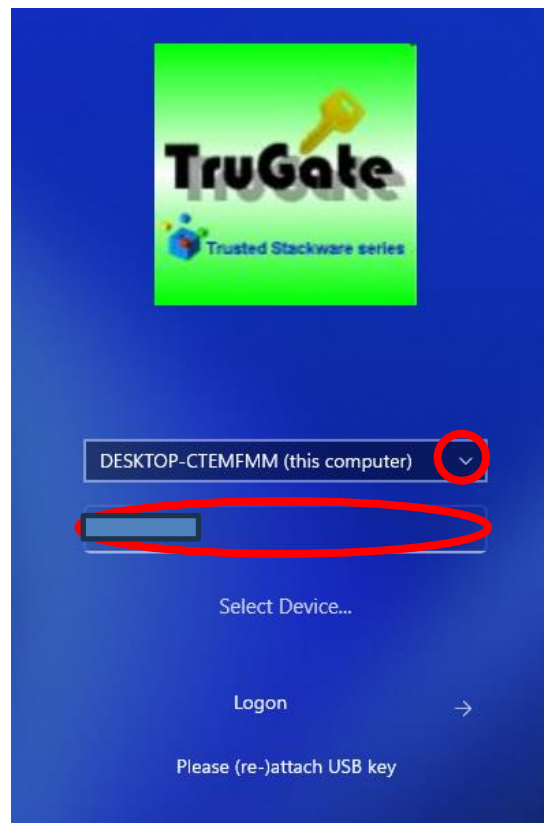 TruGate
Trusted Stackware series
DESKTOP-CTEMFMM (this computer)
Select Device...
Logon
Please (re-)attach USB key